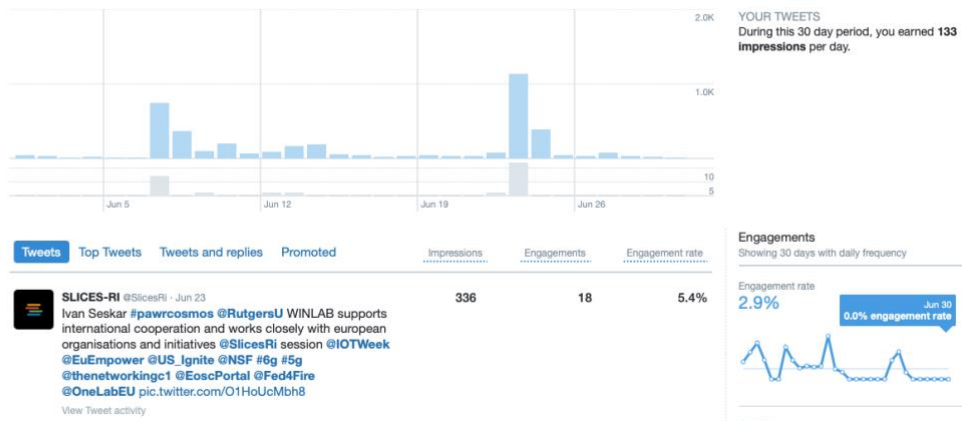 2.0K
1.0K
10
5
Jun 5
Jun 12
Jun 19
Jun 26
YOUR TWEETS
During this 30 day period, you earned 133
impressions per day.
Tweets
Top Tweets
Tweets and replies
Promoted
Impressions
Engagements
Engagement rate
SLICES-RI @SlicesRi · Jun 23
336
18
5.4%
Ivan Seskar #pawrcosmos @RutgersU WINLAB supports
international cooperation and works closely with european
organisations and initiatives @SlicesRi session @IOTWeek
@EuEmpower @US_Ignite @NSF #6g #5g
@thenetworkingc1 @EoscPortal @Fed4Fire
@OneLabEU pic.twitter.com/O1HoUcMbh8
View Tweet activity
Engagements
Showing 30 days with daily frequency
Engagement rate
2.9%
Jun 30
0.0% engagement rate